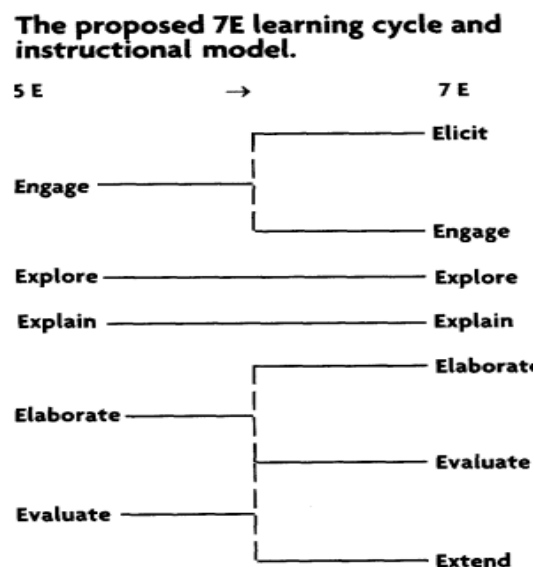 The proposed 7E learning cycle and
instructional model.
5 E → 7 E
Elicit
Engage
Engage
Explore Explore
Explain Explain
Elaborate
Elaborate
Evaluate
Evaluate
Extend